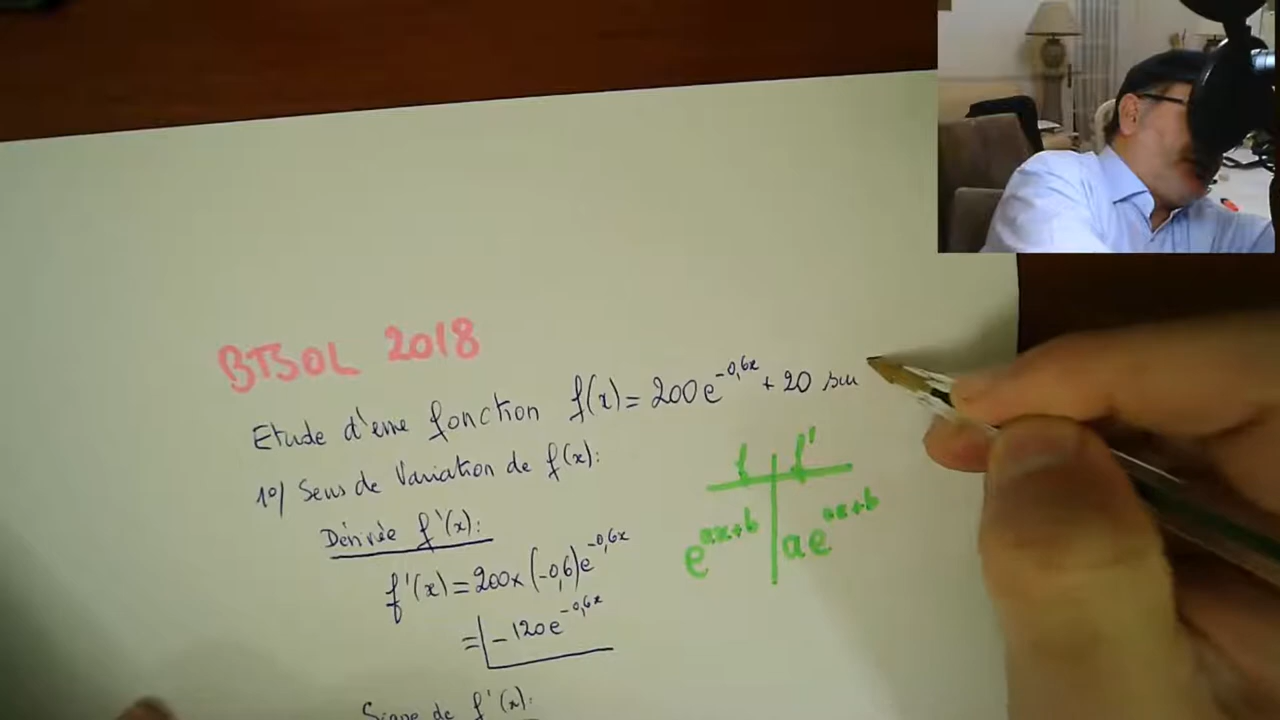 BTSOL 2018
Etude d'une fonction f(x) = 200e^{-0,6x} + 20 sur
1°/ Sens de Variation de f(x):
Dérivée f'(x):
f'(x) = 200 x (-0,6)e^{-0,6x}
= -120e^{-0,6x}
Signe de f'(x):
f f'
e^{ax+b} ae^{ax+b}